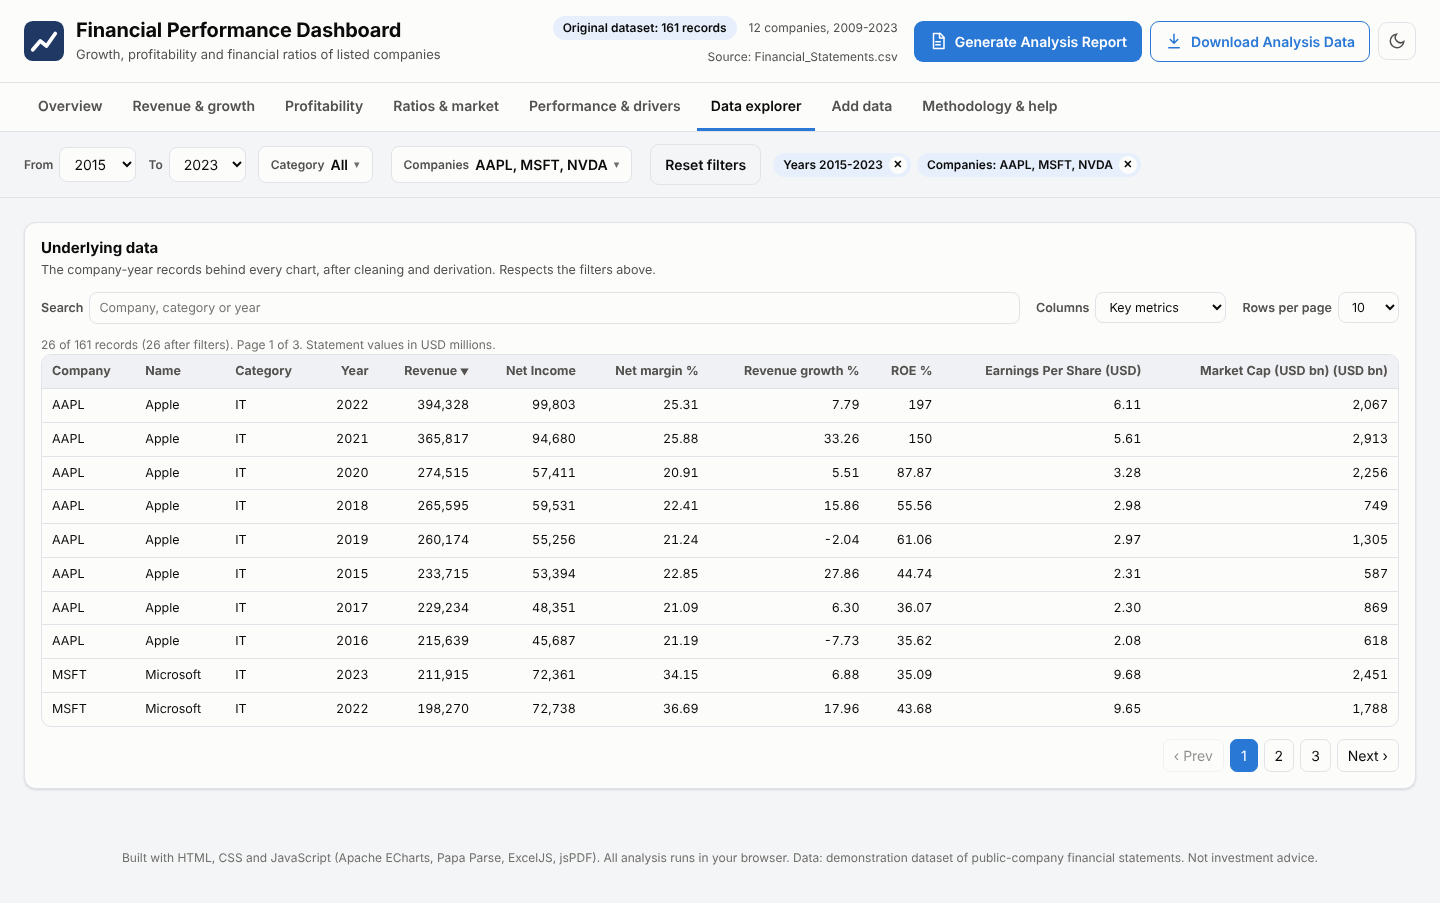 Financial Performance Dashboard
Growth, profitability and financial ratios of listed companies
Original dataset: 161 records 12 companies, 2009-2023
Source: Financial_Statements.csv
Generate Analysis Report
Download Analysis Data
Overview Revenue & growth Profitability Ratios & market Performance & drivers Data explorer Add data Methodology & help
From 2015 To 2023 Category All ▾ Companies AAPL, MSFT, NVDA ▾ Reset filters Years 2015-2023 ✕ Companies: AAPL, MSFT, NVDA ✕
Underlying data
The company-year records behind every chart, after cleaning and derivation. Respects the filters above.
Search Company, category or year Columns Key metrics Rows per page 10
26 of 161 records (26 after filters). Page 1 of 3. Statement values in USD millions.
Company Name Category Year Revenue ▼ Net Income Net margin % Revenue growth % ROE % Earnings Per Share (USD) Market Cap (USD bn) (USD bn)
AAPL Apple IT 2022 394,328 99,803 25.31 7.79 197 6.11 2,067
AAPL Apple IT 2021 365,817 94,680 25.88 33.26 150 5.61 2,913
AAPL Apple IT 2020 274,515 57,411 20.91 5.51 87.87 3.28 2,256
AAPL Apple IT 2018 265,595 59,531 22.41 15.86 55.56 2.98 749
AAPL Apple IT 2019 260,174 55,256 21.24 -2.04 61.06 2.97 1,305
AAPL Apple IT 2015 233,715 53,394 22.85 27.86 44.74 2.31 587
AAPL Apple IT 2017 229,234 48,351 21.09 6.30 36.07 2.30 869
AAPL Apple IT 2016 215,639 45,687 21.19 -7.73 35.62 2.08 618
MSFT Microsoft IT 2023 211,915 72,361 34.15 6.88 35.09 9.68 2,451
MSFT Microsoft IT 2022 198,270 72,738 36.69 17.96 43.68 9.65 1,788
‹ Prev 1 2 3 Next ›
Built with HTML, CSS and JavaScript (Apache ECharts, Papa Parse, ExcelJS, jsPDF). All analysis runs in your browser. Data: demonstration dataset of public-company financial statements. Not investment advice.